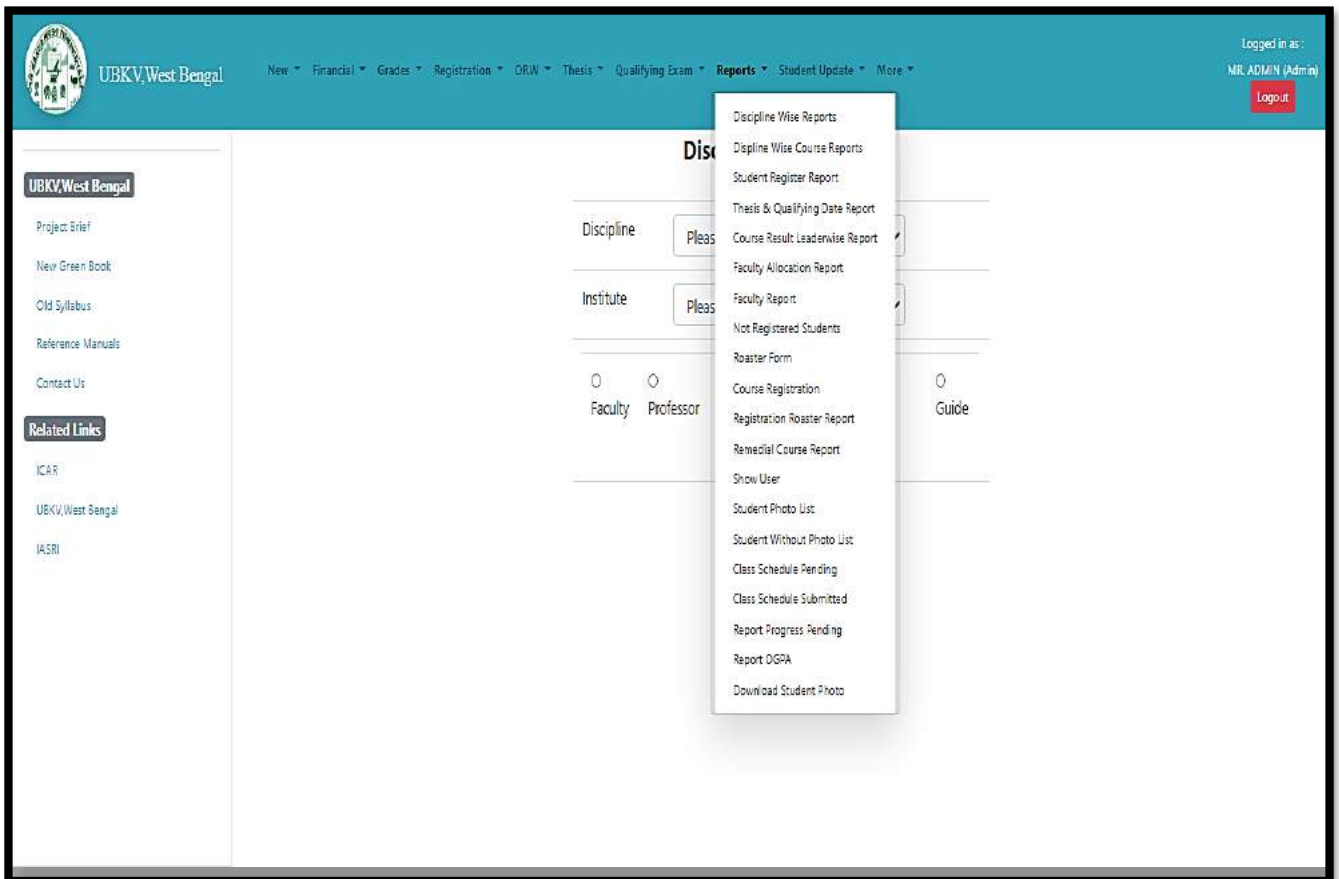 UBKV,West Bengal
New Financial Grades Registration ORW Thesis Qualifying Exam Reports Student Update More
Logged in as :
MR. ADMIN (Admin)
Logout
UBKV,West Bengal
Project Brief
New Green Book
Old Syllabus
Reference Manuals
Contact Us
Related Links
ICAR
UBKV,West Bengal
IASRI
Disc
Discipline
Pleas
Institute
Pleas
Faculty Professor Guide
Discipline Wise Reports
Displine Wise Course Reports
Student Register Report
Thesis & Qualifying Date Report
Course Result Leaderwise Report
Faculty Allocation Report
Faculty Report
Not Registered Students
Roaster Form
Course Registration
Registration Roaster Report
Remedial Course Report
Show User
Student Photo List
Student Without Photo List
Class Schedule Pending
Class Schedule Submitted
Report Progress Pending
Report OGPA
Download Student Photo